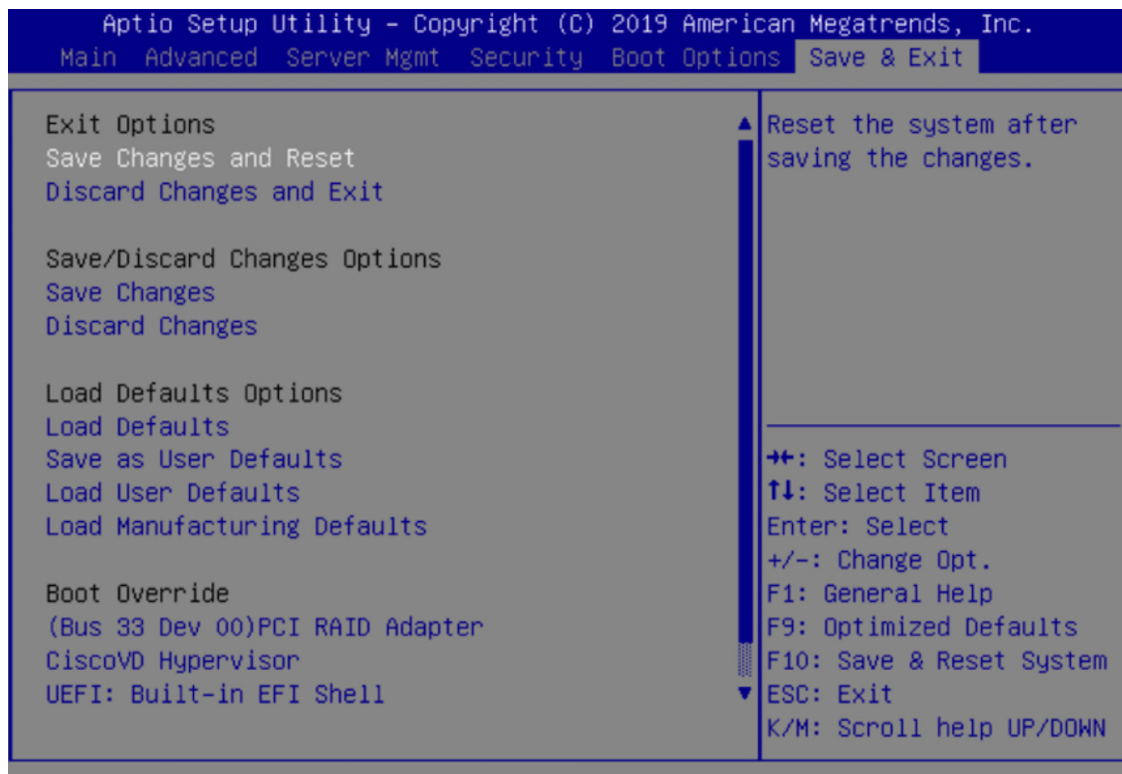 Aptio Setup Utility – Copyright (C) 2019 American Megatrends, Inc.
Main Advanced Server Mgmt Security Boot Options Save & Exit
Exit Options
Save Changes and Reset
Discard Changes and Exit
Save/Discard Changes Options
Save Changes
Discard Changes
Load Defaults Options
Load Defaults
Save as User Defaults
Load User Defaults
Load Manufacturing Defaults
Boot Override
(Bus 33 Dev 00)PCI RAID Adapter
CiscoVD Hypervisor
UEFI: Built-in EFI Shell
Reset the system after
saving the changes.
→←: Select Screen
↑↓: Select Item
Enter: Select
+/-: Change Opt.
F1: General Help
F9: Optimized Defaults
F10: Save & Reset System
ESC: Exit
K/M: Scroll help UP/DOWN